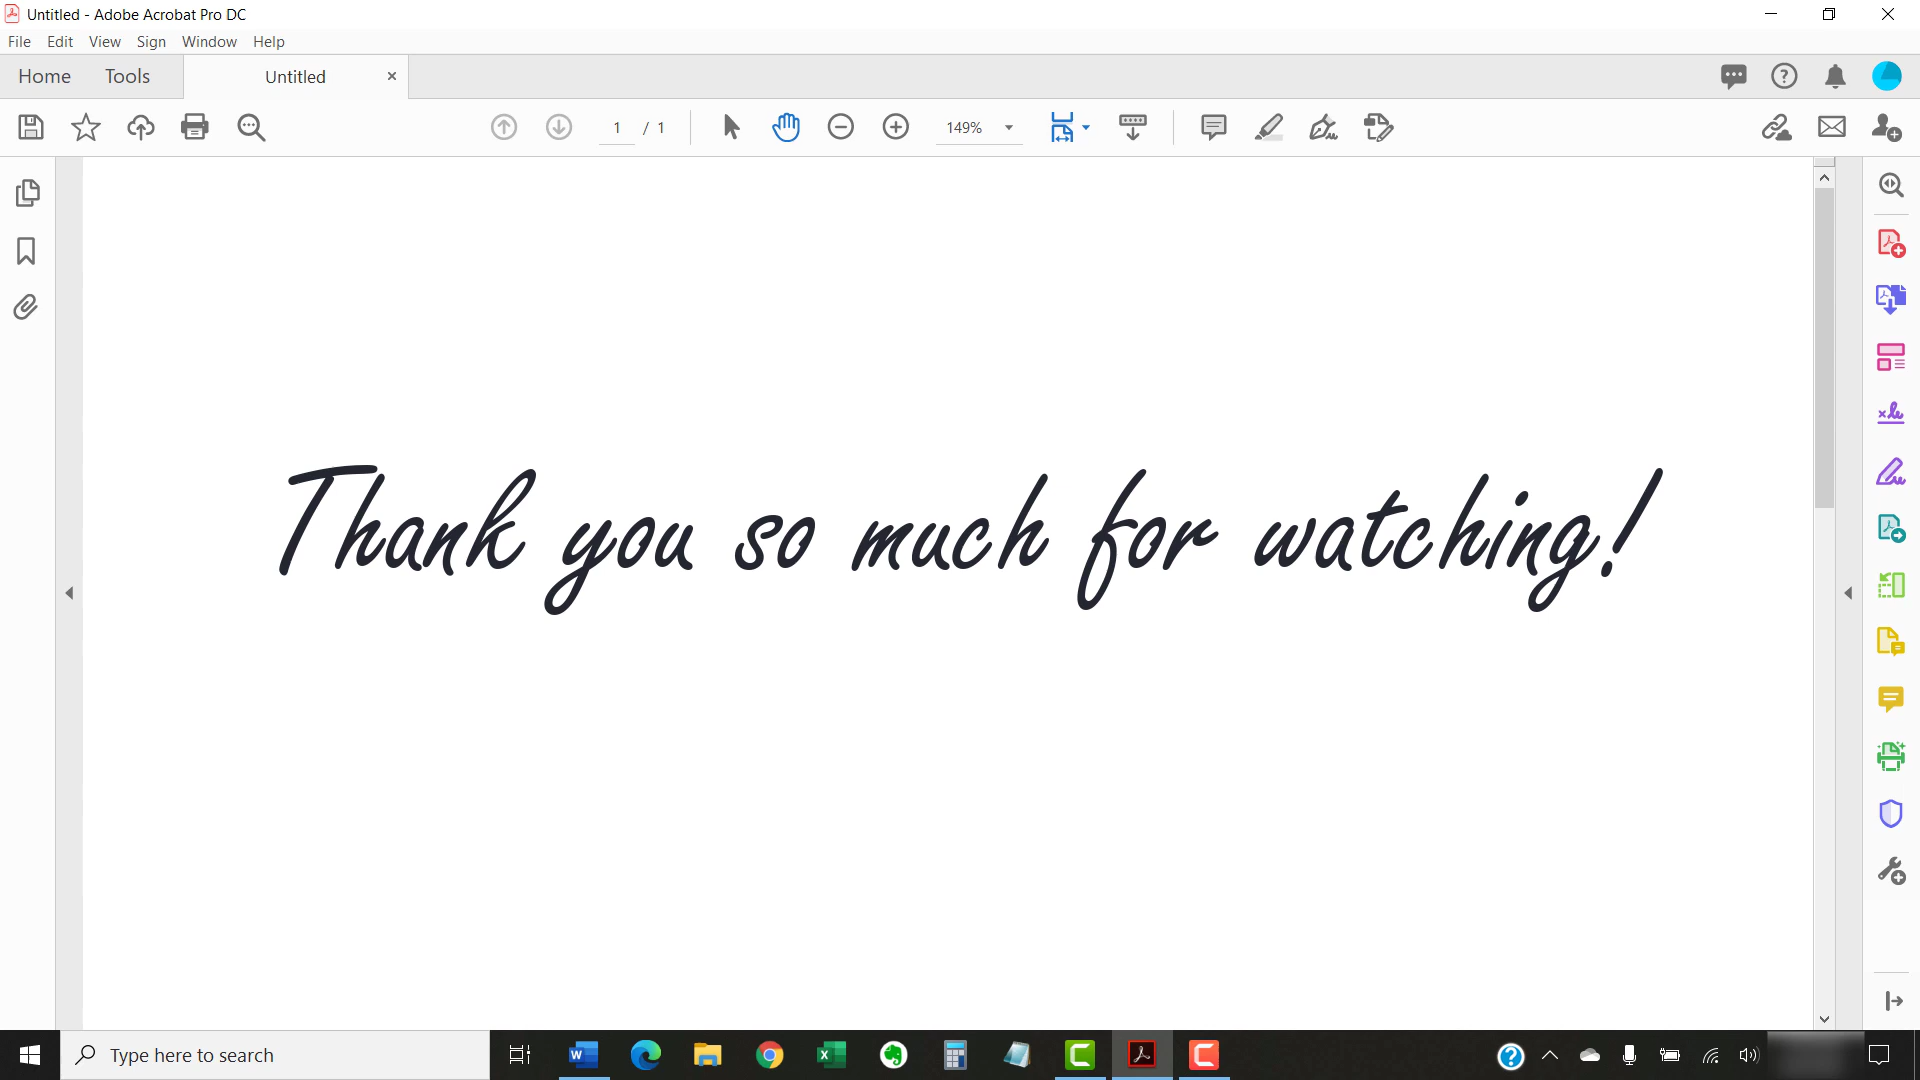 Untitled - Adobe Acrobat Pro DC
File Edit View Sign Window Help
Home Tools Untitled
1 / 1 149%
Thank you so much for watching!
Type here to search